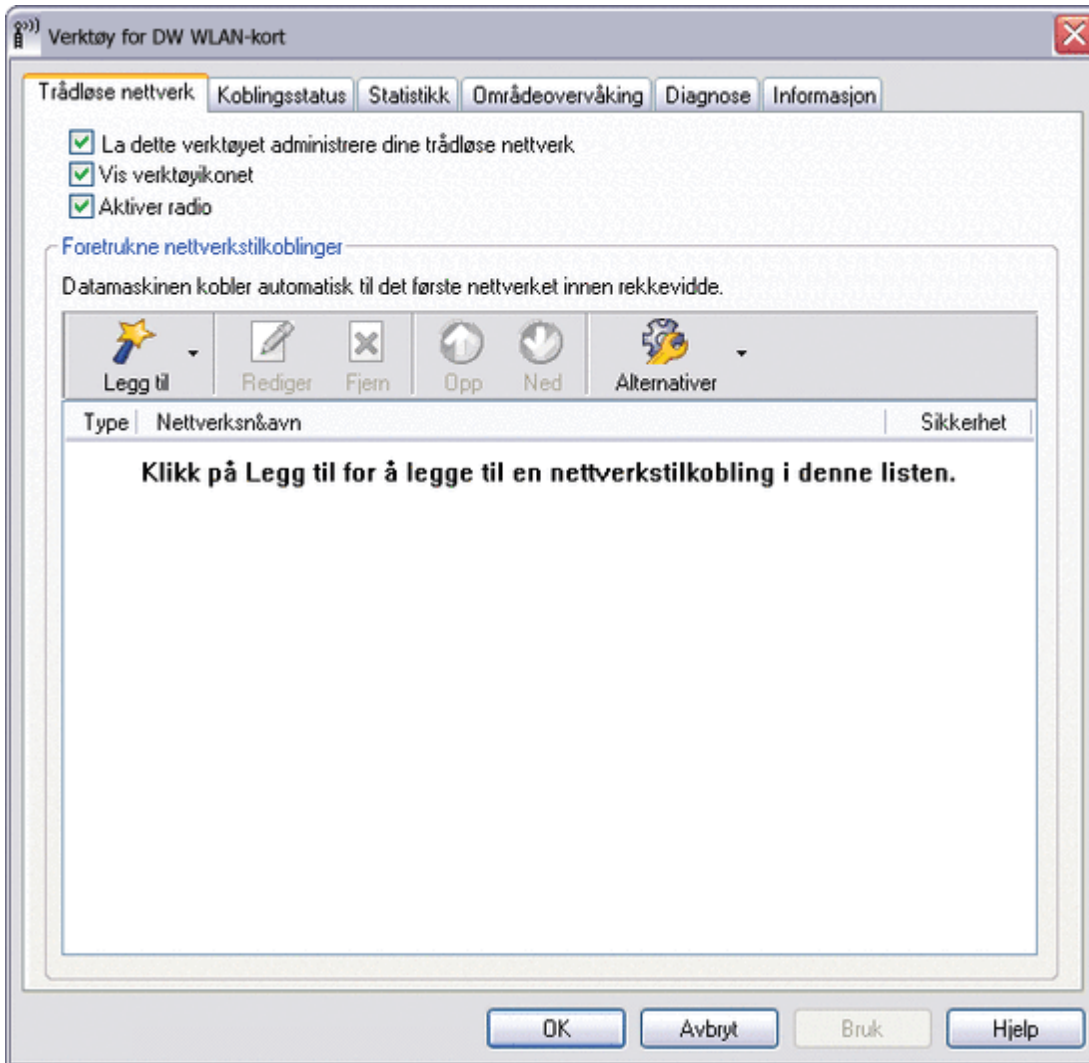 Verktøy for DW WLAN-kort
Trådløse nettverk Koblingsstatus Statistikk Områdeovervåking Diagnose Informasjon
La dette verktøyet administrere dine trådløse nettverk
Vis verktøyikonet
Aktiver radio
Foretrukne nettverkstilkoblinger
Datamaskinen kobler automatisk til det første nettverket innen rekkevidde.
Legg til Rediger Fjern Opp Ned Alternativer
Type Nettverksn&avn Sikkerhet
Klikk på Legg til for å legge til en nettverkstilkobling i denne listen.
OK Avbryt Bruk Hjelp